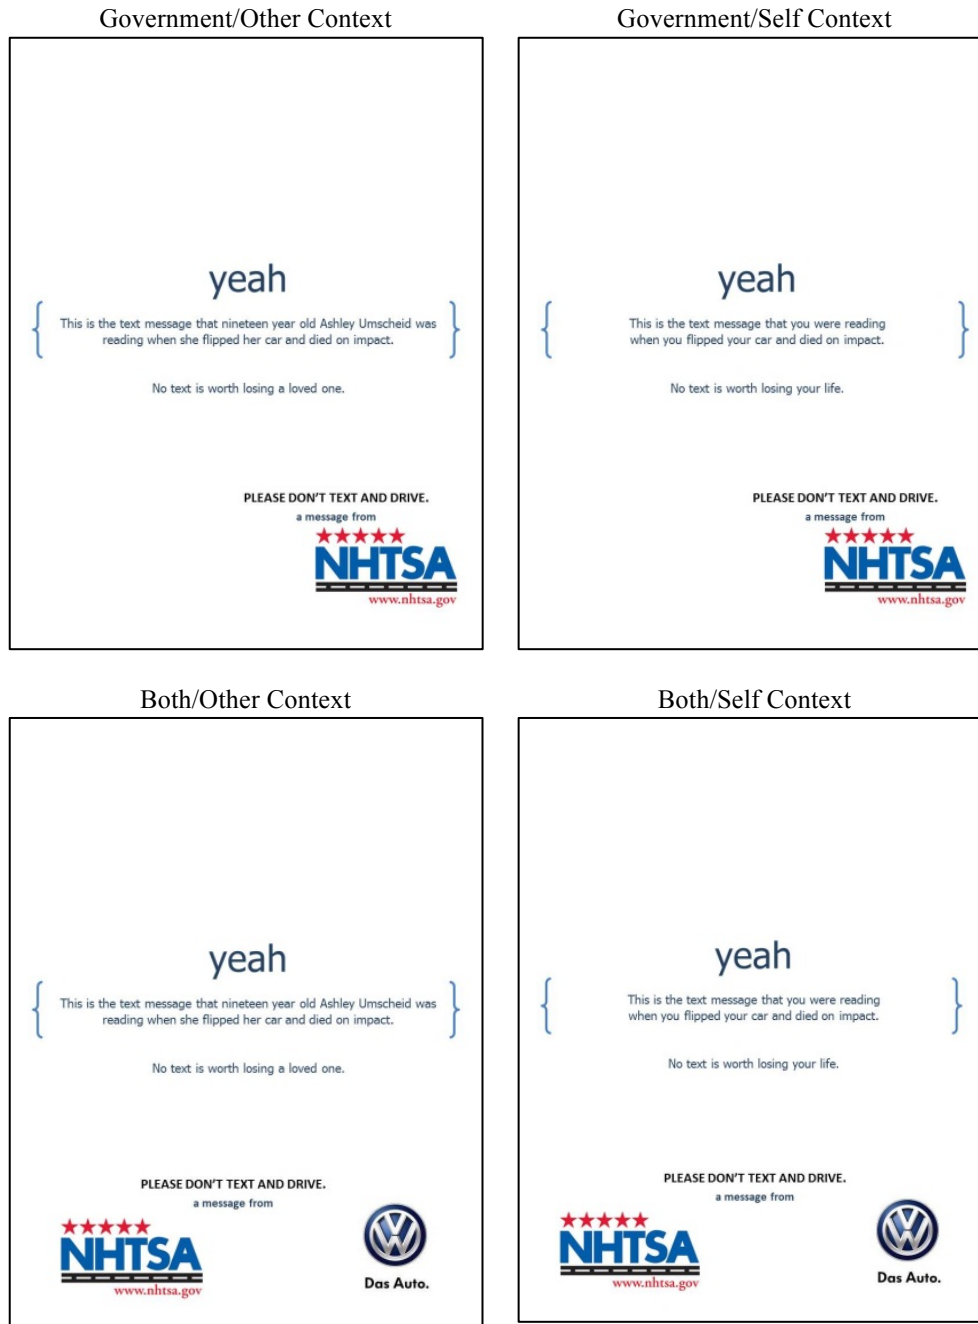 Government/Other Context
yeah
This is the text message that nineteen year old Ashley Umscheid was
reading when she flipped her car and died on impact.
No text is worth losing a loved one.
PLEASE DON'T TEXT AND DRIVE.
a message from
NHTSA
www.nhtsa.gov
Government/Self Context
yeah
This is the text message that you were reading
when you flipped your car and died on impact.
No text is worth losing your life.
PLEASE DON'T TEXT AND DRIVE.
a message from
NHTSA
www.nhtsa.gov
Both/Other Context
yeah
This is the text message that nineteen year old Ashley Umscheid was
reading when she flipped her car and died on impact.
No text is worth losing a loved one.
PLEASE DON'T TEXT AND DRIVE.
a message from
NHTSA
www.nhtsa.gov
VW
Das Auto.
Both/Self Context
yeah
This is the text message that you were reading
when you flipped your car and died on impact.
No text is worth losing your life.
PLEASE DON'T TEXT AND DRIVE.
a message from
NHTSA
www.nhtsa.gov
VW
Das Auto.